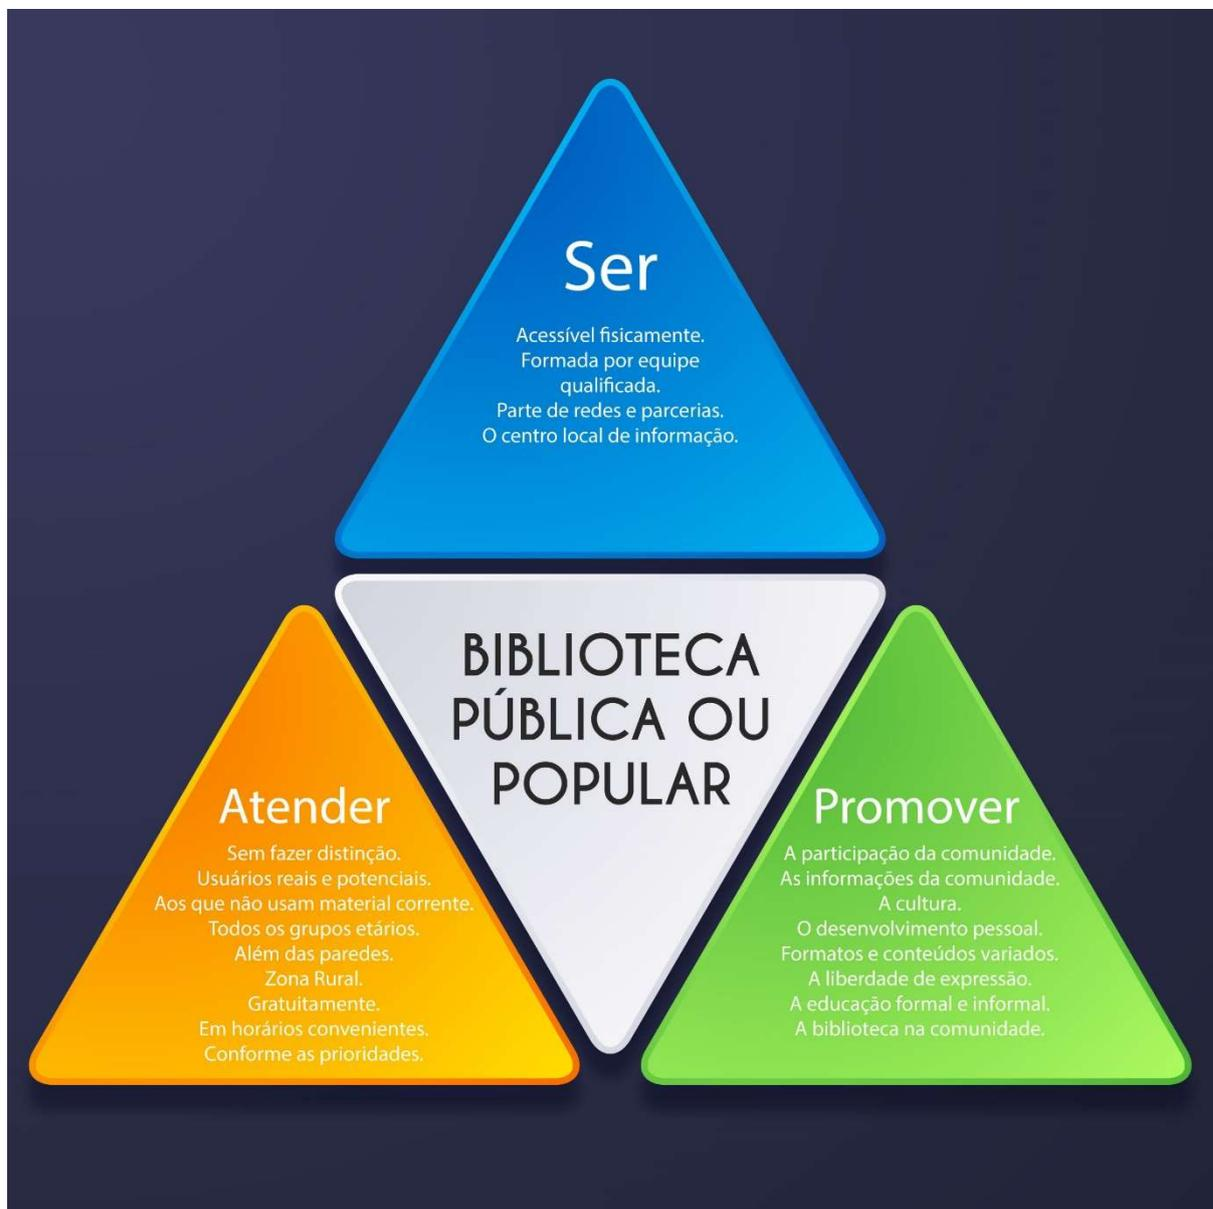 Ser
Acessível fisicamente.
Formada por equipe
qualificada.
Parte de redes e parcerias.
O centro local de informação.
BIBLIOTECA
PÚBLICA OU
POPULAR
Atender
Sem fazer distinção.
Usuários reais e potenciais.
Aos que não usam material corrente.
Todos os grupos etários.
Além das paredes.
Zona Rural.
Gratuitamente.
Em horários convenientes.
Conforme as prioridades.
Promover
A participação da comunidade.
As informações da comunidade.
A cultura.
O desenvolvimento pessoal.
Formatos e conteúdos variados.
A liberdade de expressão.
A educação formal e informal.
A biblioteca na comunidade.